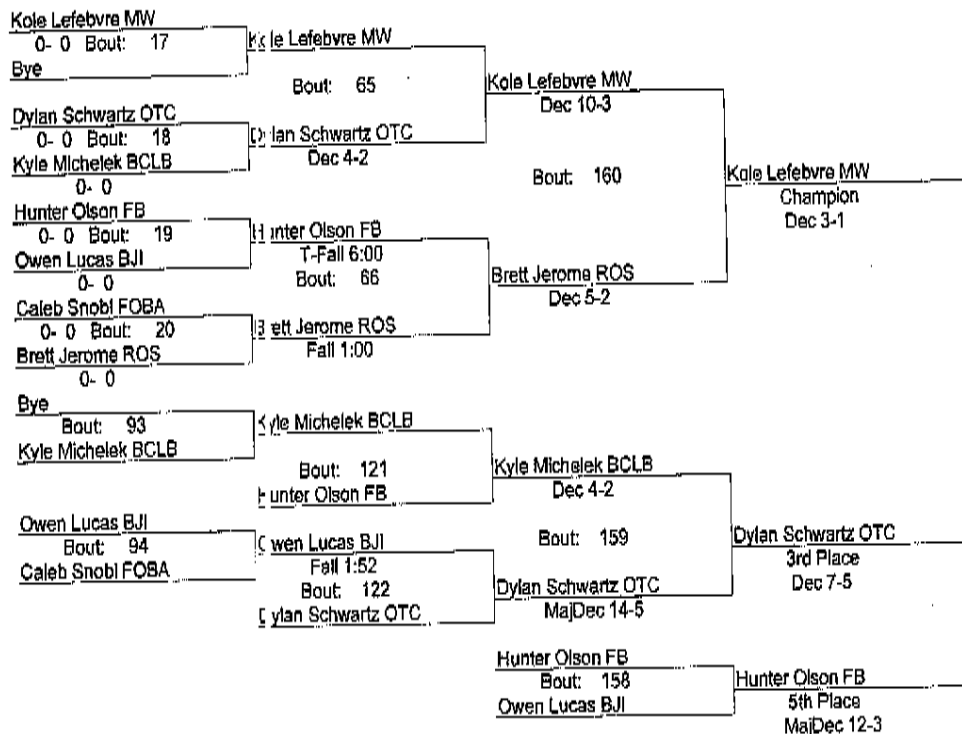 Kole Lefebvre MW
0- 0 Bout: 17
Bye
Kole Lefebvre MW
Bout: 65
Dylan Schwartz OTC
0- 0 Bout: 18
Kyle Michelek BCLB
0- 0
Dylan Schwartz OTC
Dec 4-2
Kole Lefebvre MW
Dec 10-3
Bout: 160
Kole Lefebvre MW
Champion
Dec 3-1
Hunter Olson FB
0- 0 Bout: 19
Owen Lucas BJI
0- 0
Hunter Olson FB
T-Fall 6:00
Bout: 66
Caleb Snobl FOBA
0- 0 Bout: 20
Brett Jerome ROS
0- 0
Brett Jerome ROS
Fall 1:00
Brett Jerome ROS
Dec 5-2
Bye
Bout: 93
Kyle Michelek BCLB
Kyle Michelek BCLB
Bout: 121
Hunter Olson FB
Kyle Michelek BCLB
Dec 4-2
Bout: 159
Owen Lucas BJI
Bout: 94
Caleb Snobl FOBA
Owen Lucas BJI
Fall 1:52
Bout: 122
Dylan Schwartz OTC
Dylan Schwartz OTC
MajDec 14-5
Dylan Schwartz OTC
3rd Place
Dec 7-5
Hunter Olson FB
Bout: 158
Owen Lucas BJI
Hunter Olson FB
5th Place
MajDec 12-3